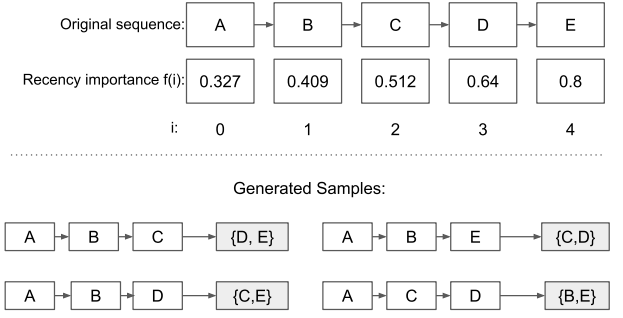 Original sequence: A B C D E
Recency importance f(i): 0.327 0.409 0.512 0.64 0.8
i: 0 1 2 3 4
Generated Samples:
A B C {D, E} A B E {C,D}
A B D {C,E} A C D {B,E}